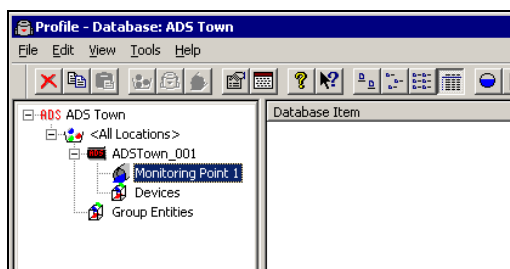 Profile - Database: ADS Town
File Edit View Tools Help
ADS ADS Town
Database Item
<All Locations>
ADS ADSTown_001
Monitoring Point 1
Devices
Group Entities